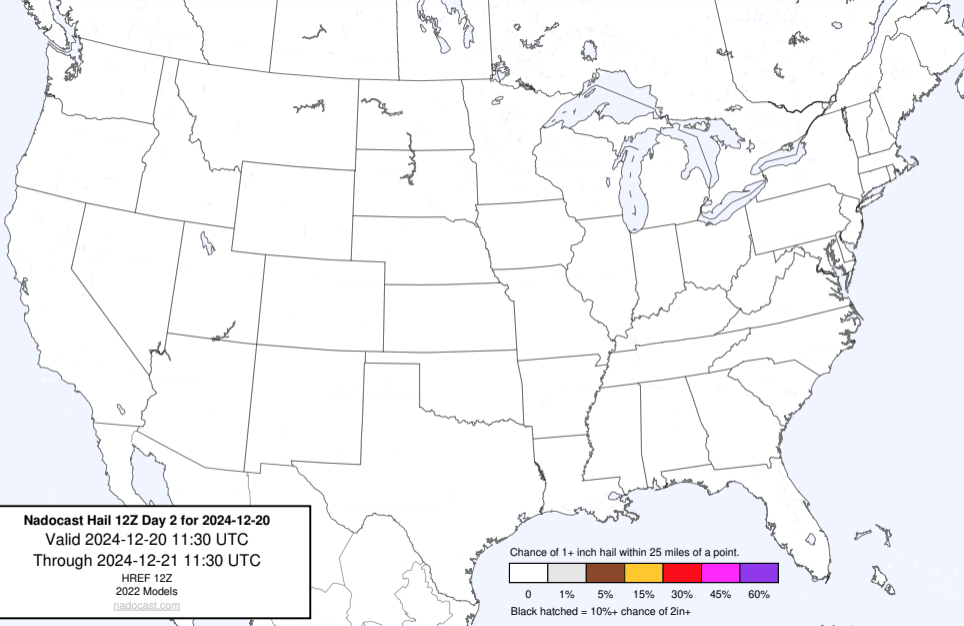 Nadocast Hail 12Z Day 2 for 2024-12-20
Valid 2024-12-20 11:30 UTC
Through 2024-12-21 11:30 UTC
HREF 12Z
2022 Models
nadocast.com
Chance of 1+ inch hail within 25 miles of a point.
0 1% 5% 15% 30% 45% 60%
Black hatched = 10%+ chance of 2in+